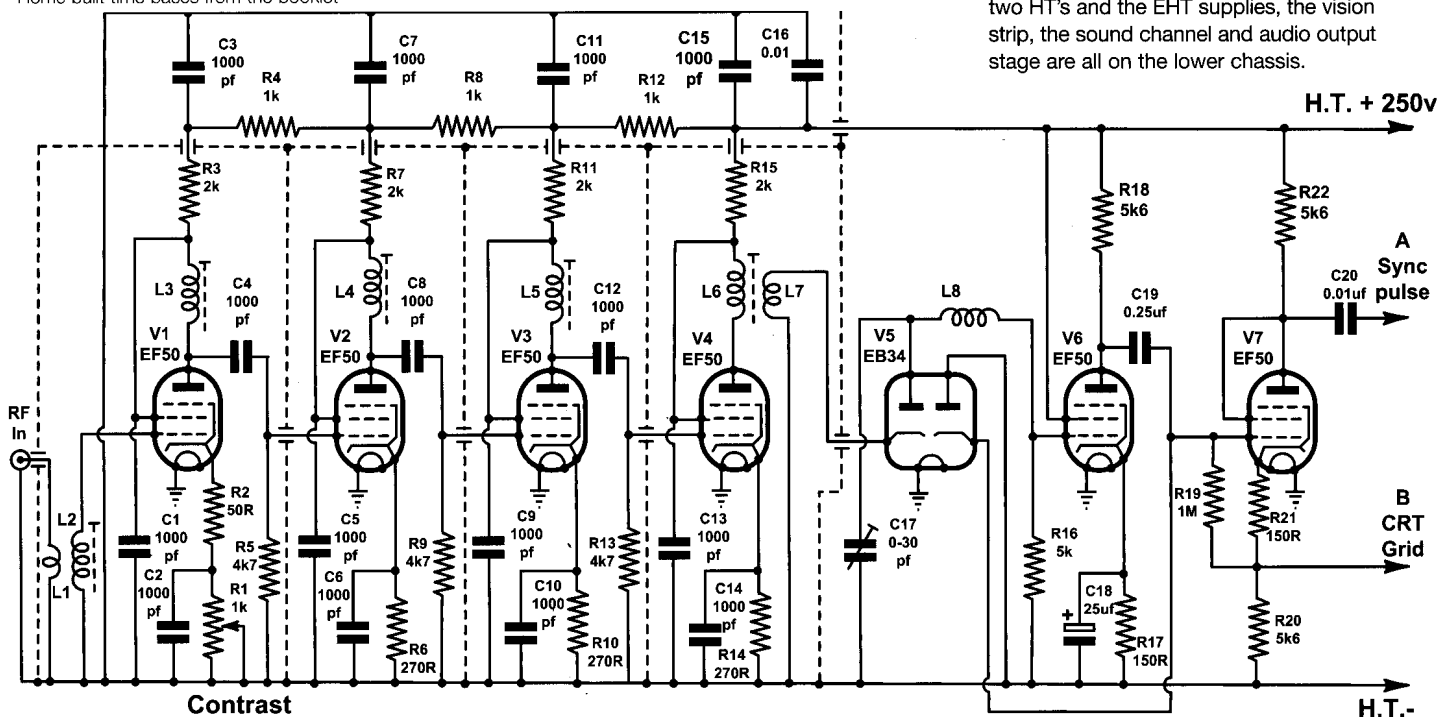 Home built time bases from the booklet
two HT's and the EHT supplies, the vision
strip, the sound channel and audio output
stage are all on the lower chassis.
H.T. + 250v
C3
1000
pf
R4
1k
C7
1000
pf
R8
1k
C11
1000
pf
R12
1k
C15
1000
pf
C16
0.01
R3
2k
R7
2k
R11
2k
R15
2k
R18
5k6
R22
5k6
A
Sync
pulse
L3
C4
1000
pf
L4
C8
1000
pf
L5
C12
1000
pf
L6
L7
L8
C19
0.25uf
C20
0.01uf
V1
EF50
V2
EF50
V3
EF50
V4
EF50
V5
EB34
V6
EF50
V7
EF50
RF
In
L2
L1
C1
1000
pf
C2
1000
pf
R2
50R
R1
1k
R5
4k7
C5
1000
pf
C6
1000
pf
R9
4k7
R6
270R
C9
1000
pf
C10
1000
pf
R13
4k7
R10
270R
C13
1000
pf
C14
1000
pf
R14
270R
C17
0-30
pf
R16
5k
C18
25uf
+
R17
150R
R19
1M
R21
150R
R20
5k6
B
CRT
Grid
Contrast
H.T.-